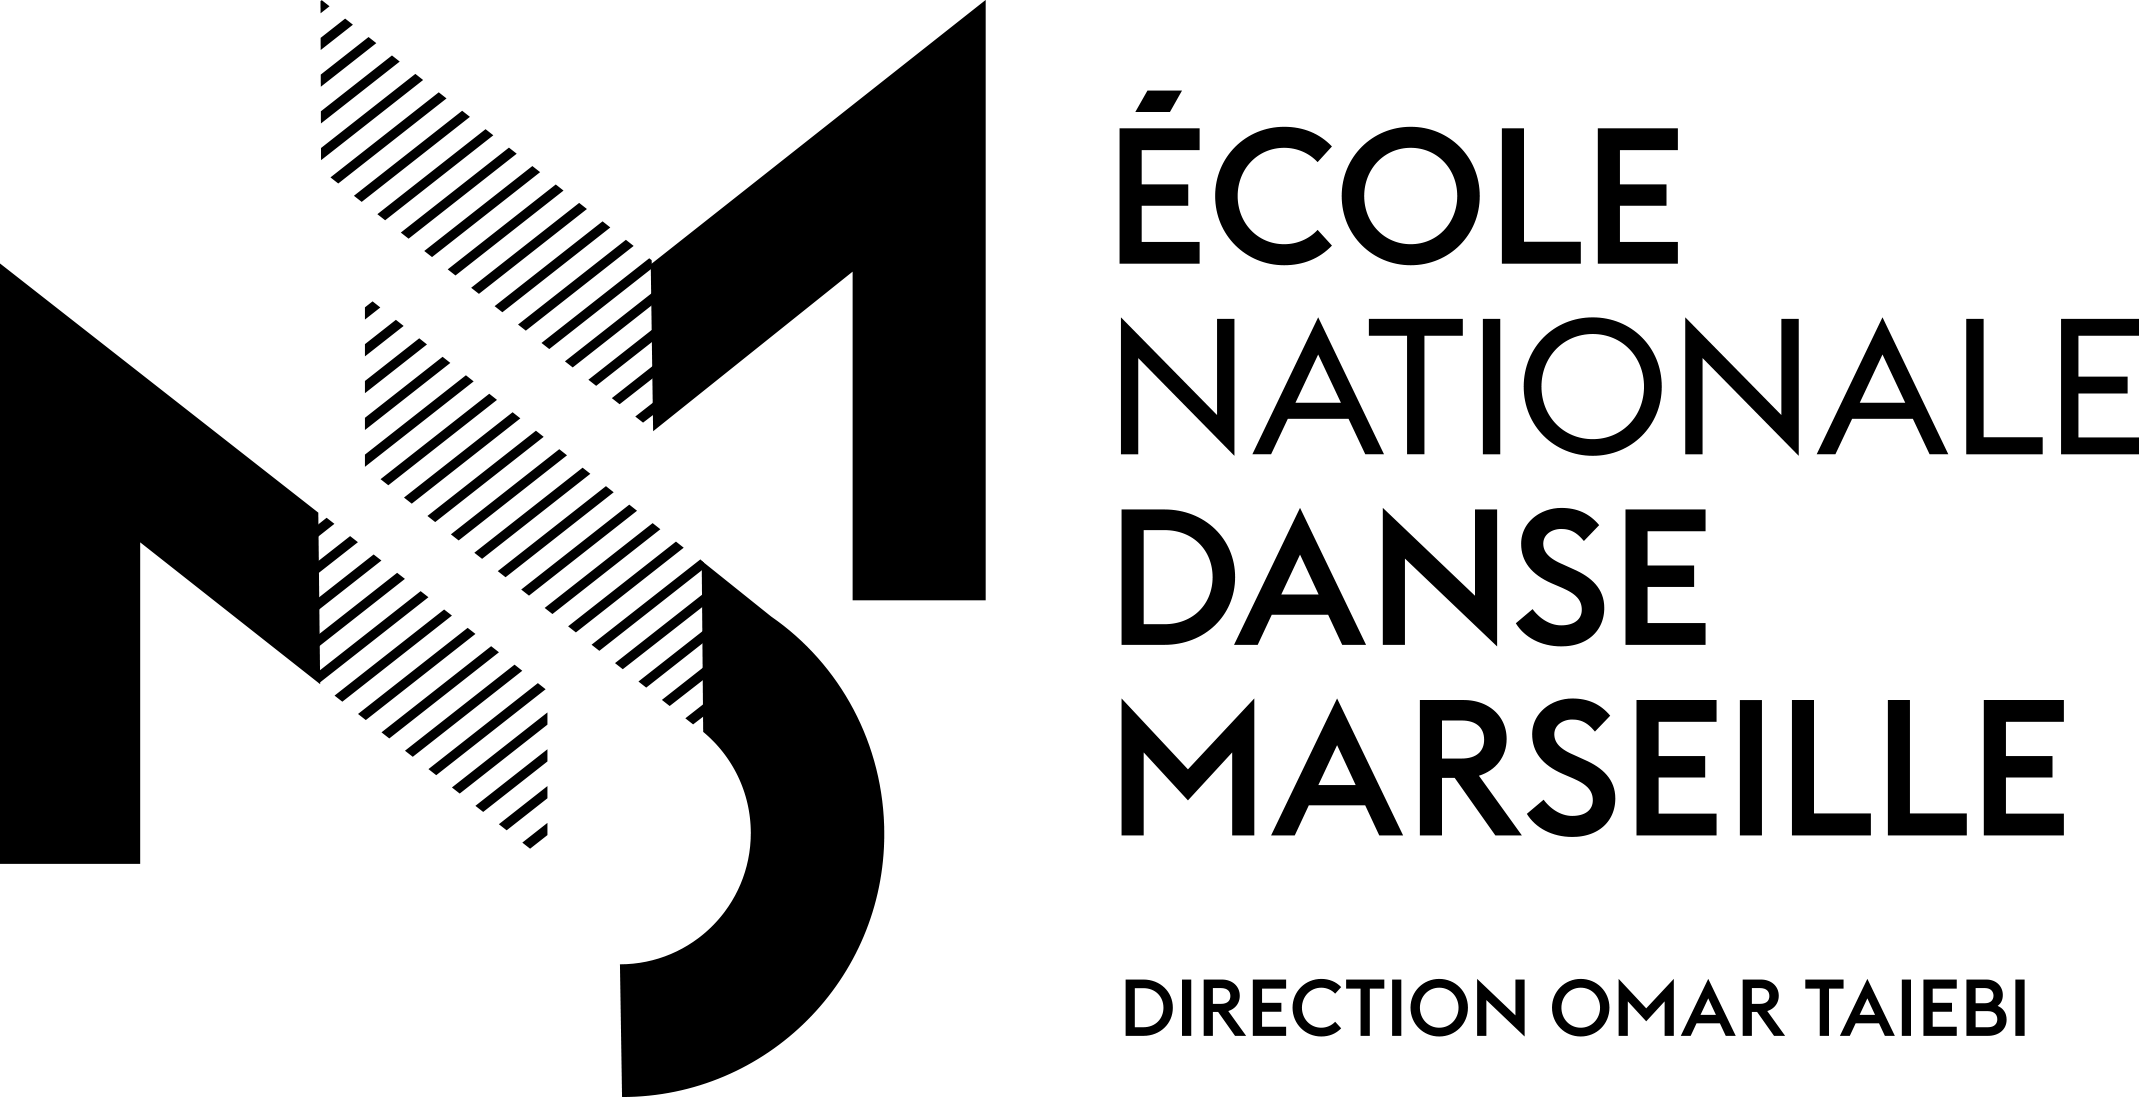 ÉCOLE
NATIONALE
DANSE
MARSEILLE
DIRECTION OMAR TAIEBI